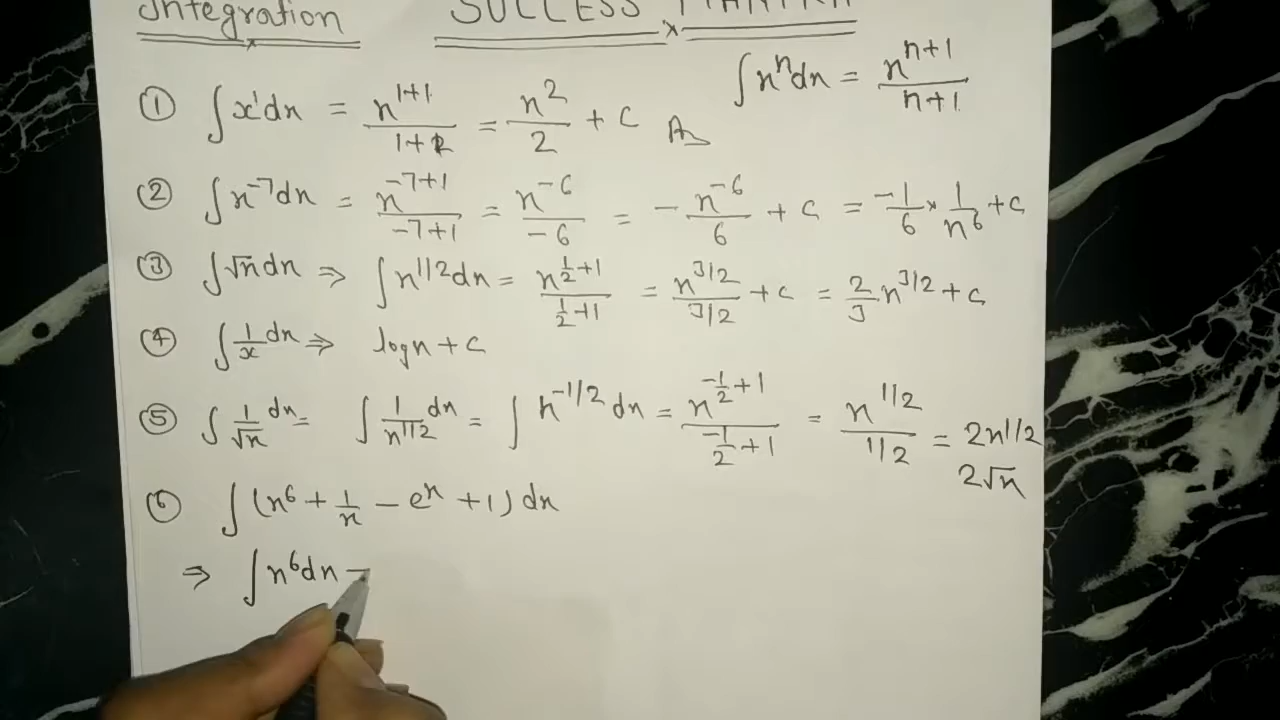 Integration SUCCESS MANTRA
∫xⁿdx = x^(n+1)/(n+1)
① ∫x¹dx = x^(1+1)/(1+1) = x²/2 + c As
② ∫x⁻⁷dx = x^(-7+1)/(-7+1) = x⁻⁶/-6 = - x⁻⁶/6 + c = -1/6 × 1/x⁶ + c
③ ∫√x dx ⇒ ∫x^(1/2) dx = x^(1/2+1)/(1/2+1) = x^(3/2)/(3/2) + c = 2/3 x^(3/2) + c
④ ∫1/x dx ⇒ logx + c
⑤ ∫1/√x dx = ∫1/x^(1/2) dx = ∫x^(-1/2) dx = x^(-1/2+1)/(-1/2+1) = x^(1/2)/(1/2) = 2x^(1/2)
2√x
⑥ ∫(x⁶ + 1/x - eˣ + 1) dx
⇒ ∫x⁶dx -